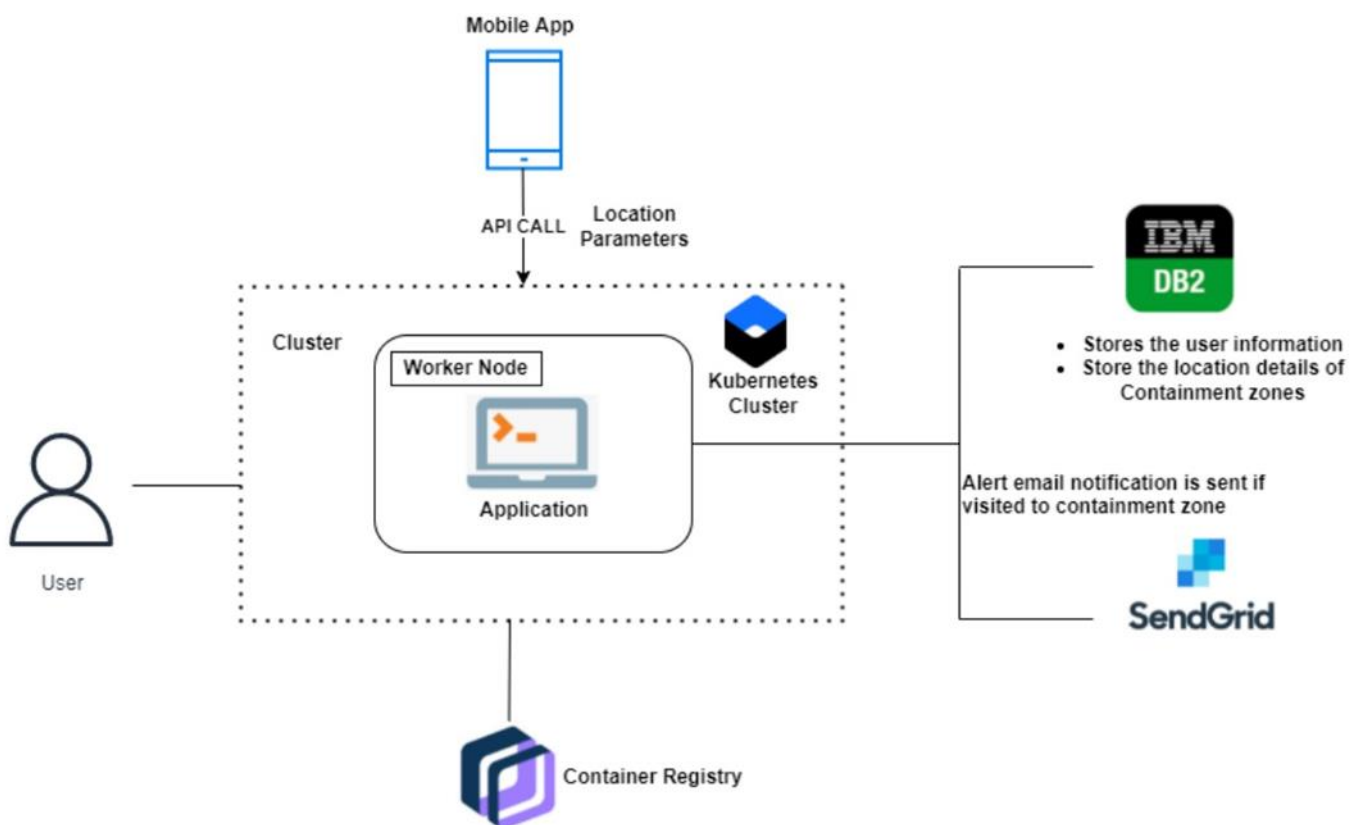 Mobile App
API CALL
Location
Parameters
IBM
DB2
Cluster
Worker Node
Kubernetes
Cluster
• Stores the user information
• Store the location details of
Containment zones
Application
User
Alert email notification is sent if
visited to containment zone
SendGrid
Container Registry